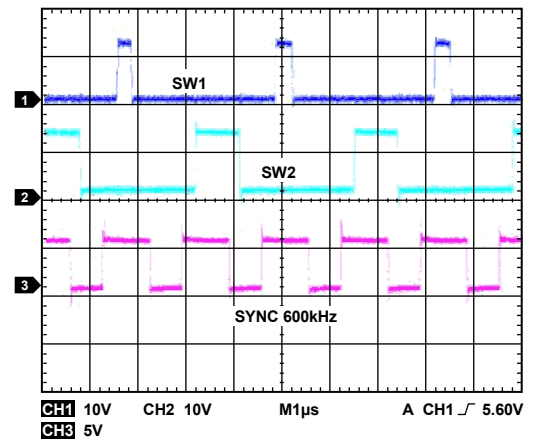 SW1
1
SW2
2
3
SYNC 600kHz
CH1 10V CH2 10V M1µs A CH1 5.60V
CH3 5V